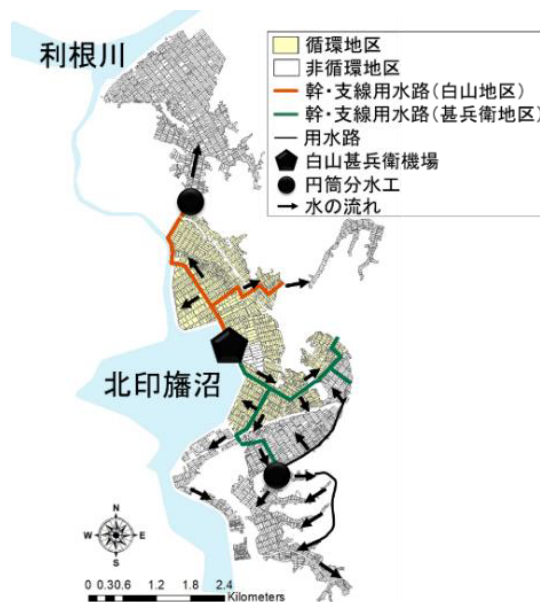 利根川
循環地区
非循環地区
幹・支線用水路(白山地区)
幹・支線用水路(甚兵衛地区)
用水路
白山甚兵衛機場
円筒分水工
水の流れ
北印旛沼
N
W E
S
0 0.30.6 1.2 1.8 2.4
Kilometers